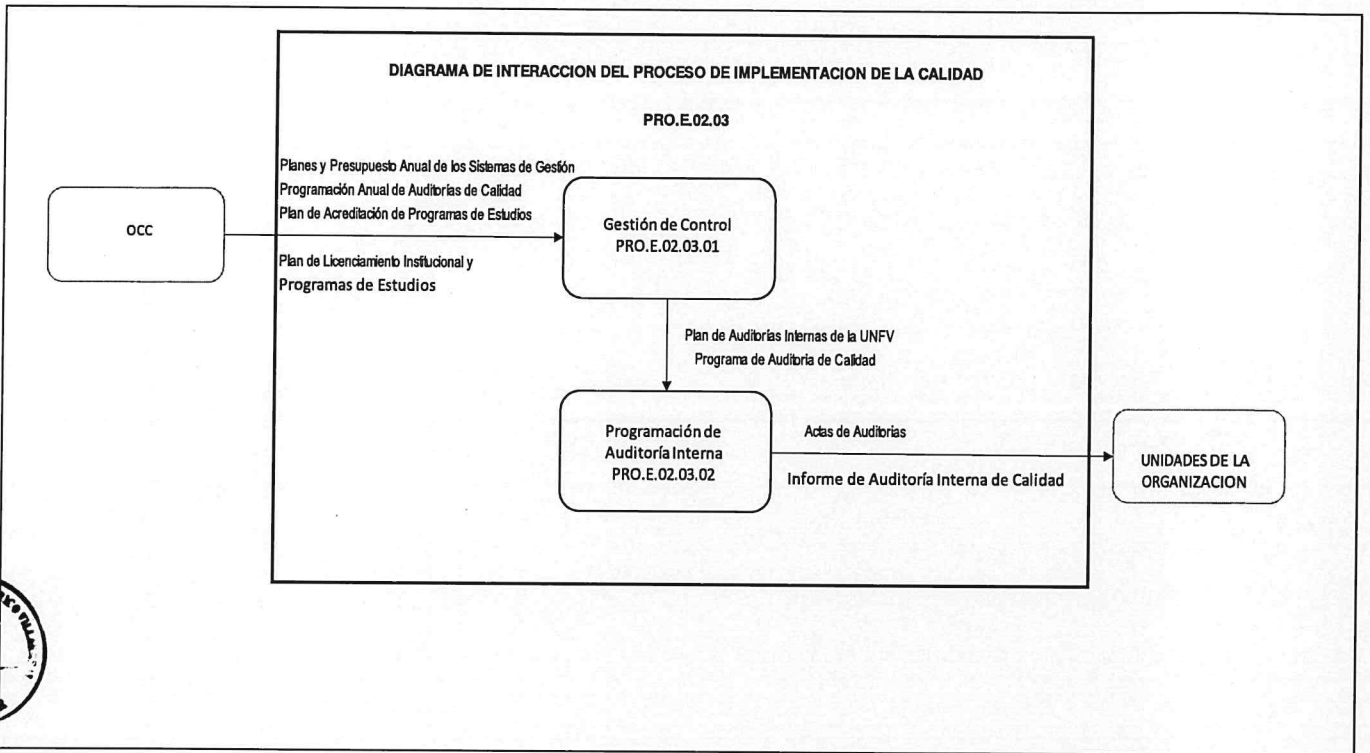 DIAGRAMA DE INTERACCION DEL PROCESO DE IMPLEMENTACION DE LA CALIDAD
PRO.E.02.03
Planes y Presupuesto Anual de los Sistemas de Gestión
Programación Anual de Auditorías de Calidad
Plan de Acreditación de Programas de Estudios
OCC
Plan de Licenciamiento Institucional y
Programas de Estudios
Gestión de Control
PRO.E.02.03.01
Plan de Auditorías Internas de la UNFV
Programa de Auditoria de Calidad
Programación de
Auditoría Interna
PRO.E.02.03.02
Actas de Auditorias
Informe de Auditoría Interna de Calidad
UNIDADES DE LA
ORGANIZACION